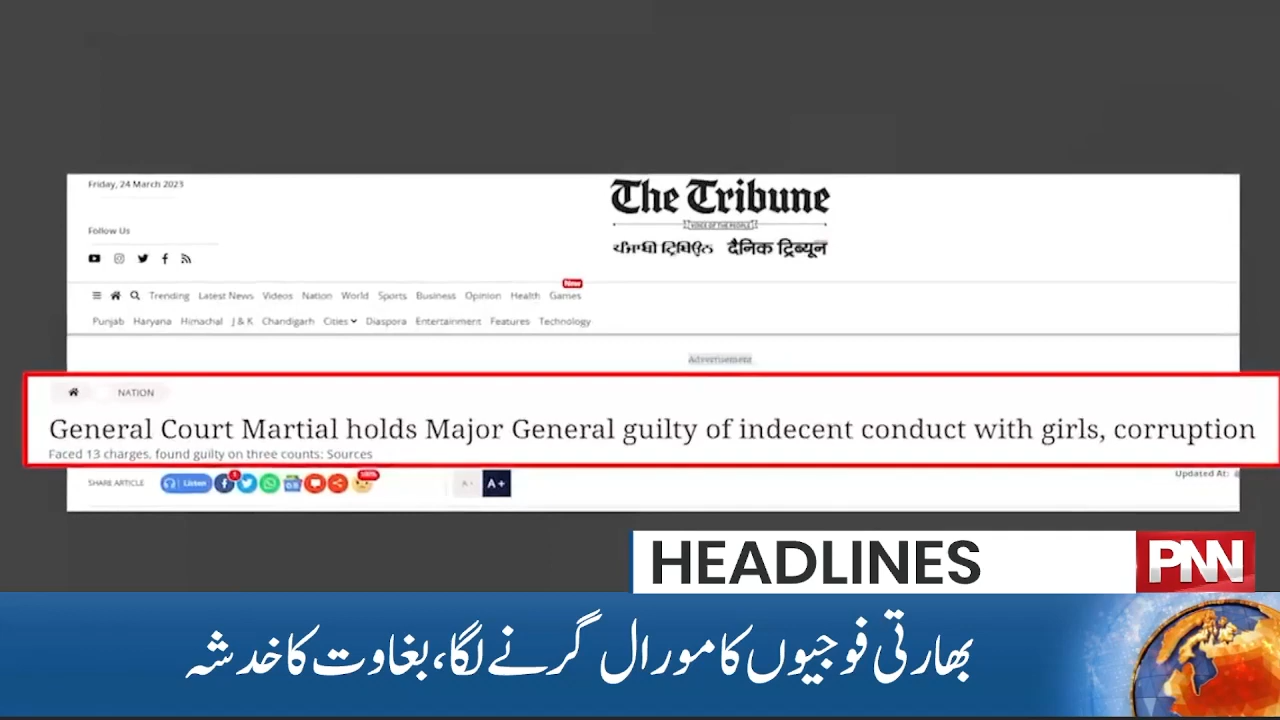 Friday, 24 March 2023
The Tribune
VOICE OF THE PEOPLE
Follow Us
ਪੰਜਾਬੀ ਟ੍ਰਿਬਿਊਨ दैनिक ट्रिब्यून
New
Trending Latest News Videos Nation World Sports Business Opinion Health Games
Punjab Haryana Himachal J & K Chandigarh Cities Diaspora Entertainment Features Technology
Advertisement
NATION
General Court Martial holds Major General guilty of indecent conduct with girls, corruption
Faced 13 charges, found guilty on three counts: Sources
Updated At:
SHARE ARTICLE Listen A+
HEADLINES PNN
بھارتی فوجیوں کا مورال گرنے لگا، بغاوت کا خدشہ